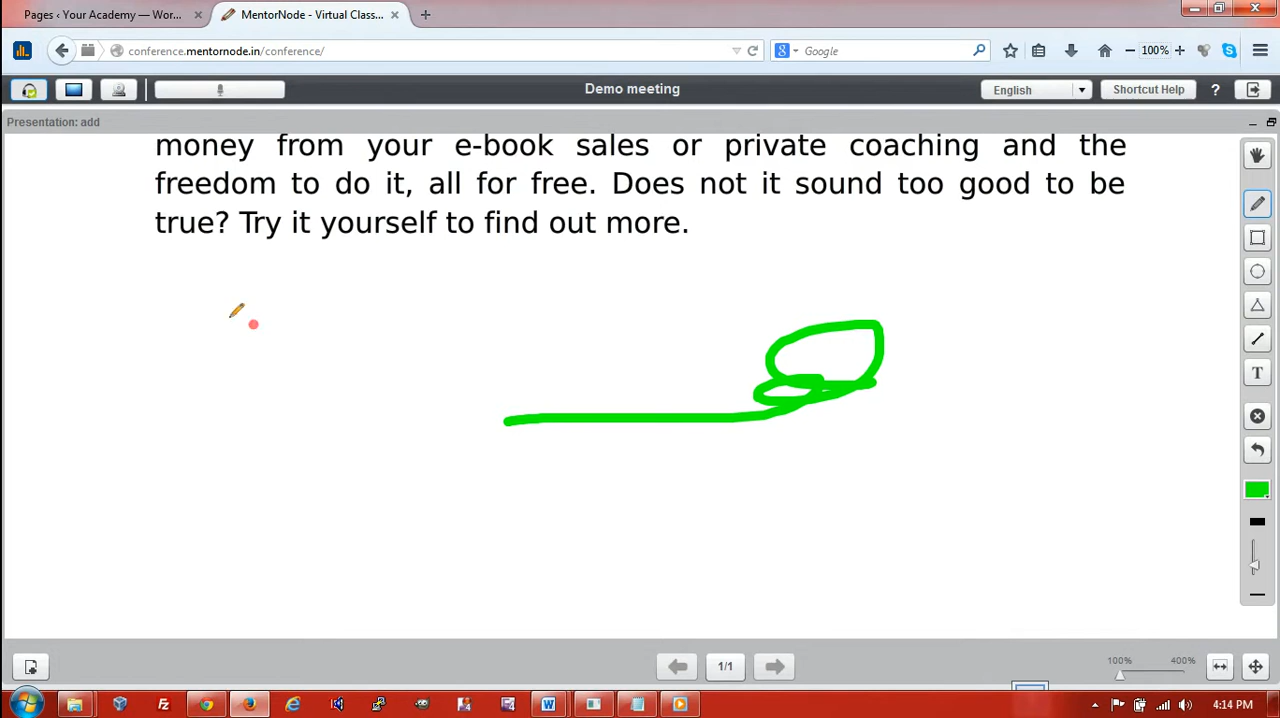 Pages ‹ Your Academy — Wor...
MentorNode - Virtual Class...
conference.mentornode.in/conference/
Google
100%
Demo meeting
English
Shortcut Help
?
Presentation: add
money from your e-book sales or private coaching and the
freedom to do it, all for free. Does not it sound too good to be
true? Try it yourself to find out more.
T
1/1
100%
400%
4:14 PM